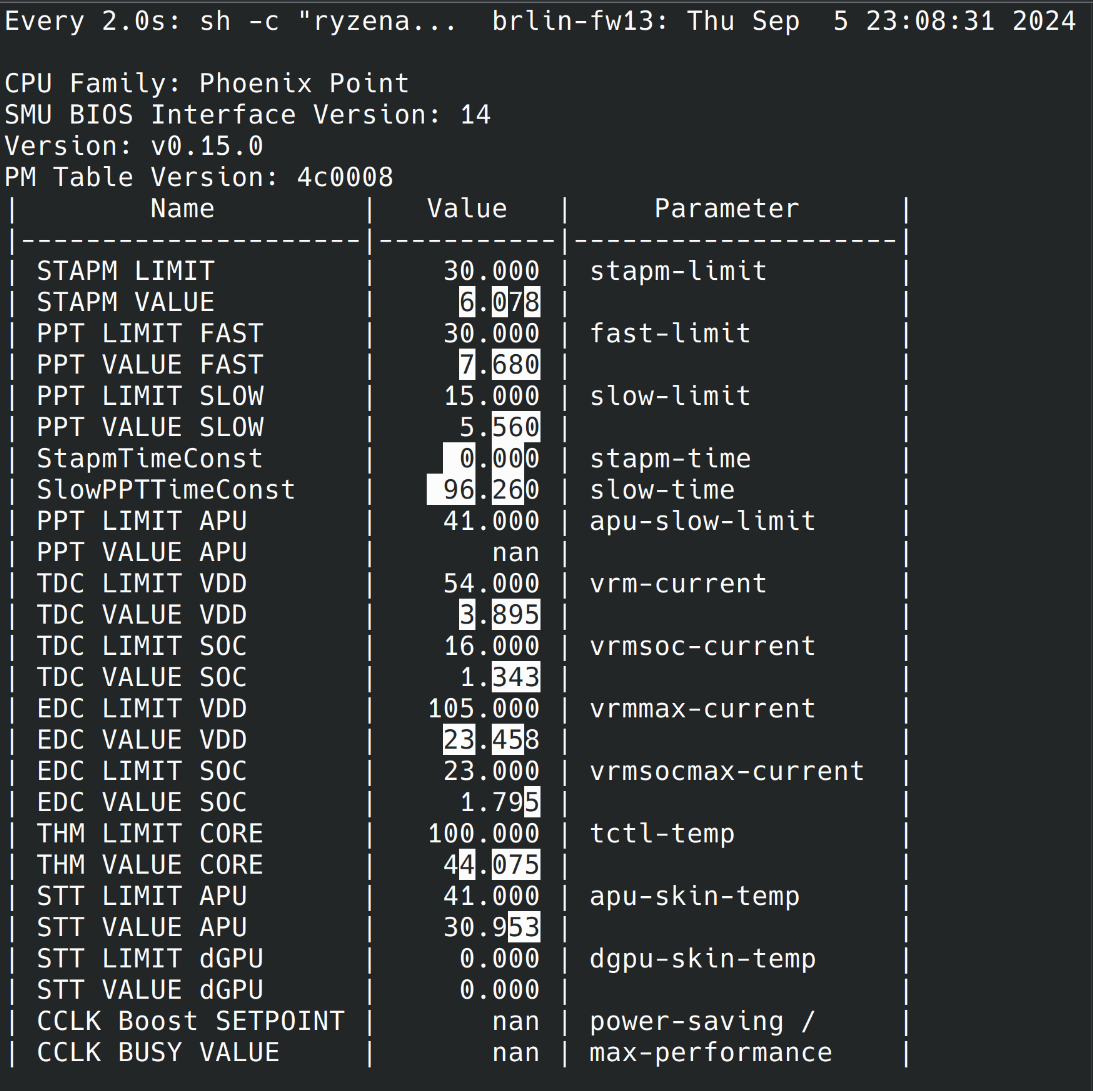 Every 2.0s: sh -c "ryzena...  brlin-fw13: Thu Sep  5 23:08:31 2024

CPU Family: Phoenix Point
SMU BIOS Interface Version: 14
Version: v0.15.0
PM Table Version: 4c0008
|        Name         |   Value   |     Parameter      |
|---------------------|-----------|--------------------|
| STAPM LIMIT         |    30.000 | stapm-limit        |
| STAPM VALUE         |     6.078 |                    |
| PPT LIMIT FAST      |    30.000 | fast-limit         |
| PPT VALUE FAST      |     7.680 |                    |
| PPT LIMIT SLOW      |    15.000 | slow-limit         |
| PPT VALUE SLOW      |     5.560 |                    |
| StapmTimeConst      |     0.000 | stapm-time         |
| SlowPPTTimeConst    |    96.260 | slow-time          |
| PPT LIMIT APU       |    41.000 | apu-slow-limit     |
| PPT VALUE APU       |       nan |                    |
| TDC LIMIT VDD       |    54.000 | vrm-current        |
| TDC VALUE VDD       |     3.895 |                    |
| TDC LIMIT SOC       |    16.000 | vrmsoc-current     |
| TDC VALUE SOC       |     1.343 |                    |
| EDC LIMIT VDD       |   105.000 | vrmmax-current     |
| EDC VALUE VDD       |    23.458 |                    |
| EDC LIMIT SOC       |    23.000 | vrmsocmax-current  |
| EDC VALUE SOC       |     1.795 |                    |
| THM LIMIT CORE      |   100.000 | tctl-temp          |
| THM VALUE CORE      |    44.075 |                    |
| STT LIMIT APU       |    41.000 | apu-skin-temp      |
| STT VALUE APU       |    30.953 |                    |
| STT LIMIT dGPU      |     0.000 | dgpu-skin-temp     |
| STT VALUE dGPU      |     0.000 |                    |
| CCLK Boost SETPOINT |       nan | power-saving /     |
| CCLK BUSY VALUE     |       nan | max-performance    |